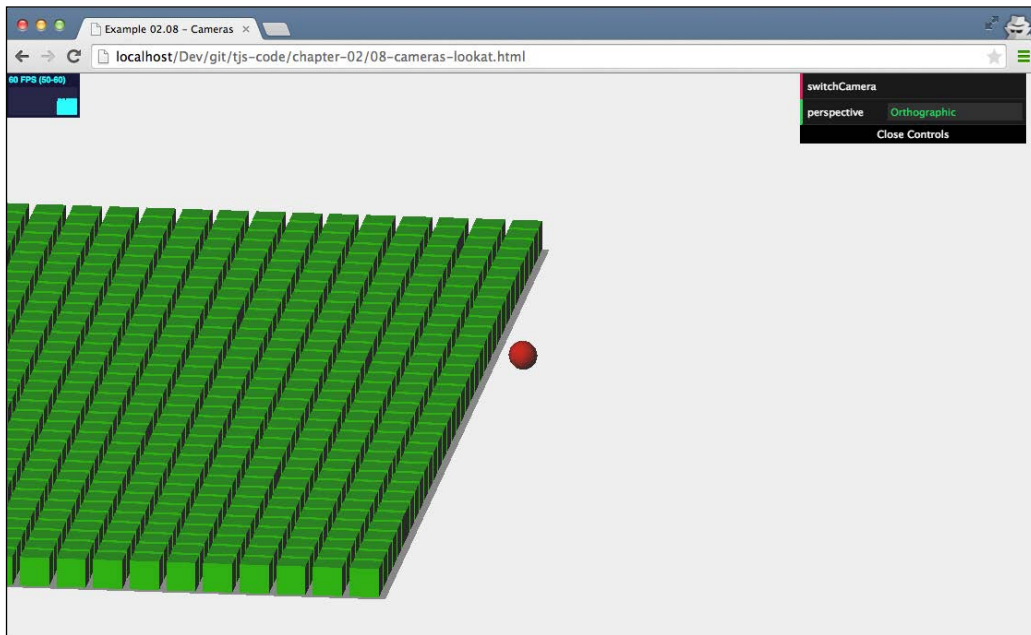 Example 02.08 – Cameras
localhost/Dev/git/tjs-code/chapter-02/08-cameras-lookat.html
60 FPS (50-60)
switchCamera
perspective Orthographic
Close Controls